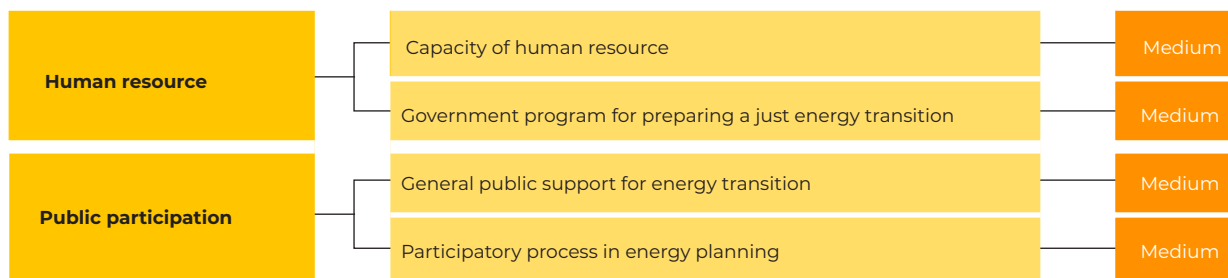 Human resource
Capacity of human resource
Medium
Government program for preparing a just energy transition
Medium
Public participation
General public support for energy transition
Medium
Participatory process in energy planning
Medium